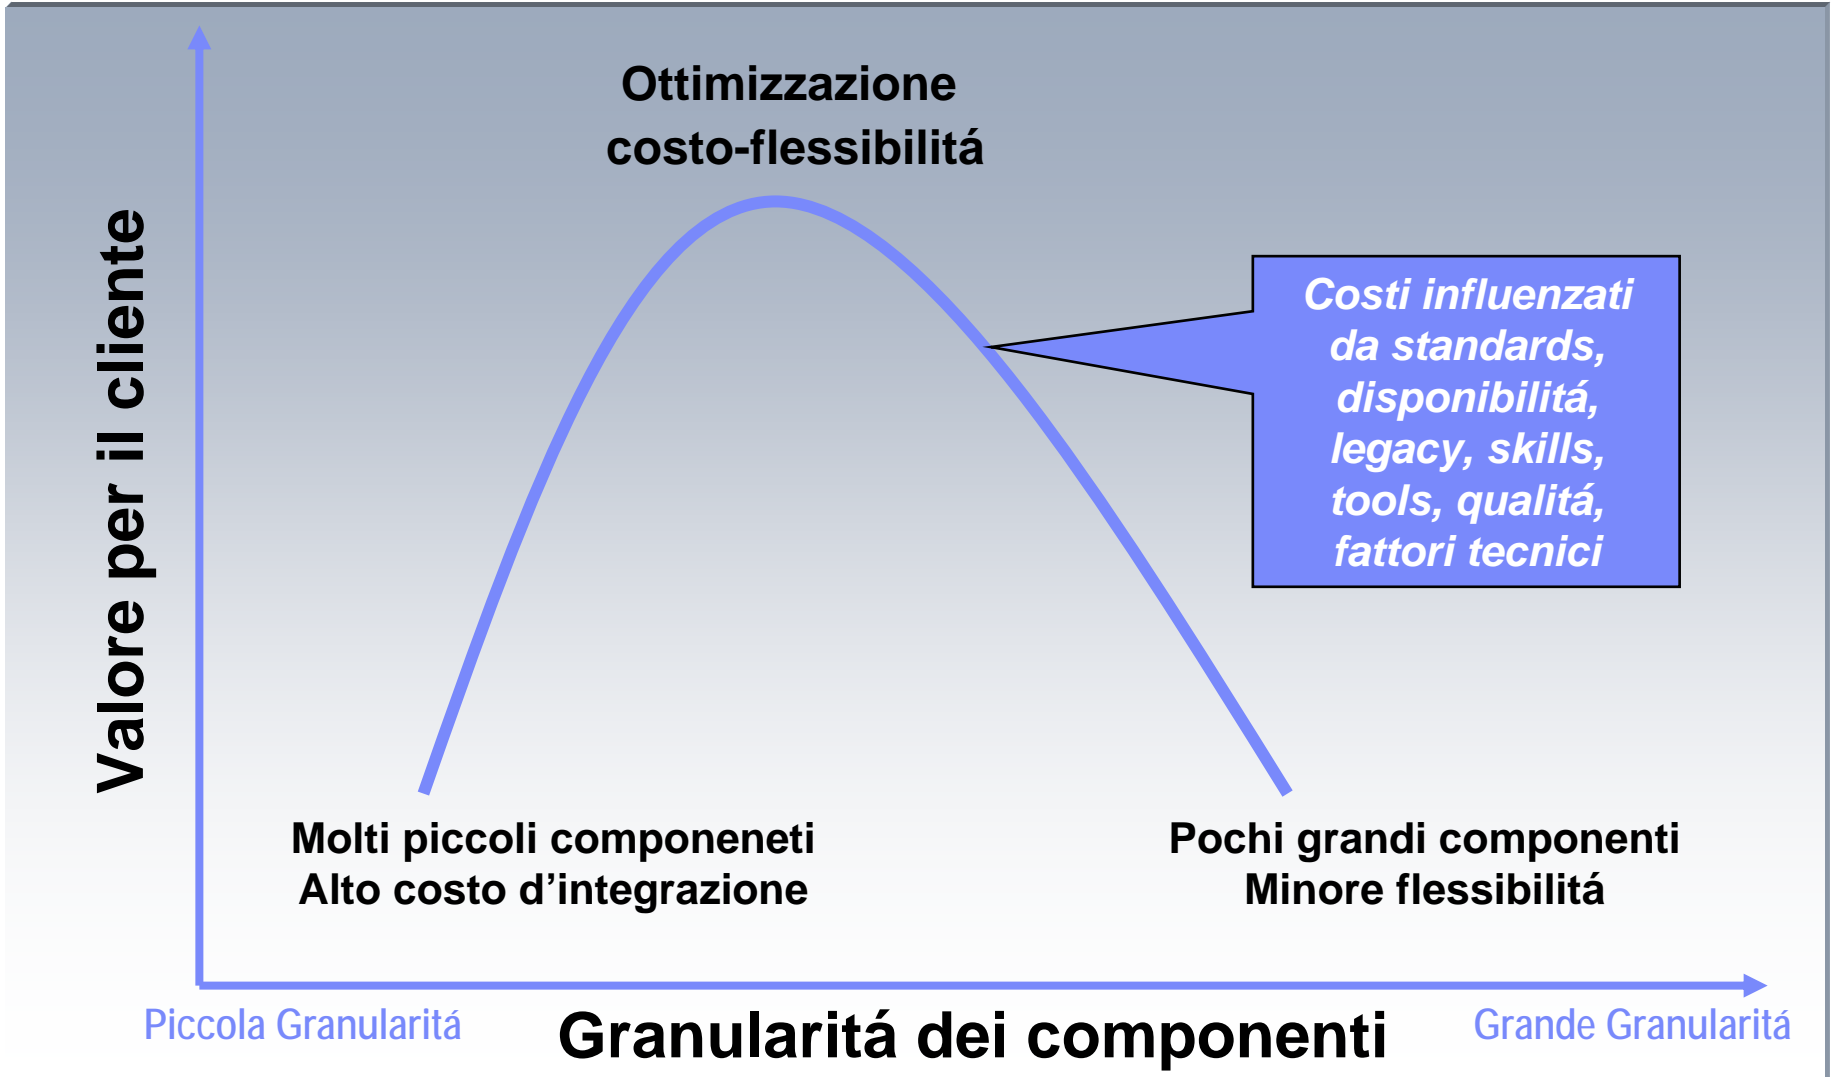 Ottimizzazione
costo-flessibilitá
Valore per il cliente
Costi influenzati
da standards,
disponibilitá,
legacy, skills,
tools, qualitá,
fattori tecnici
Molti piccoli componeneti
Alto costo d’integrazione
Pochi grandi componenti
Minore flessibilitá
Piccola Granularitá
Granularitá dei componenti
Grande Granularitá